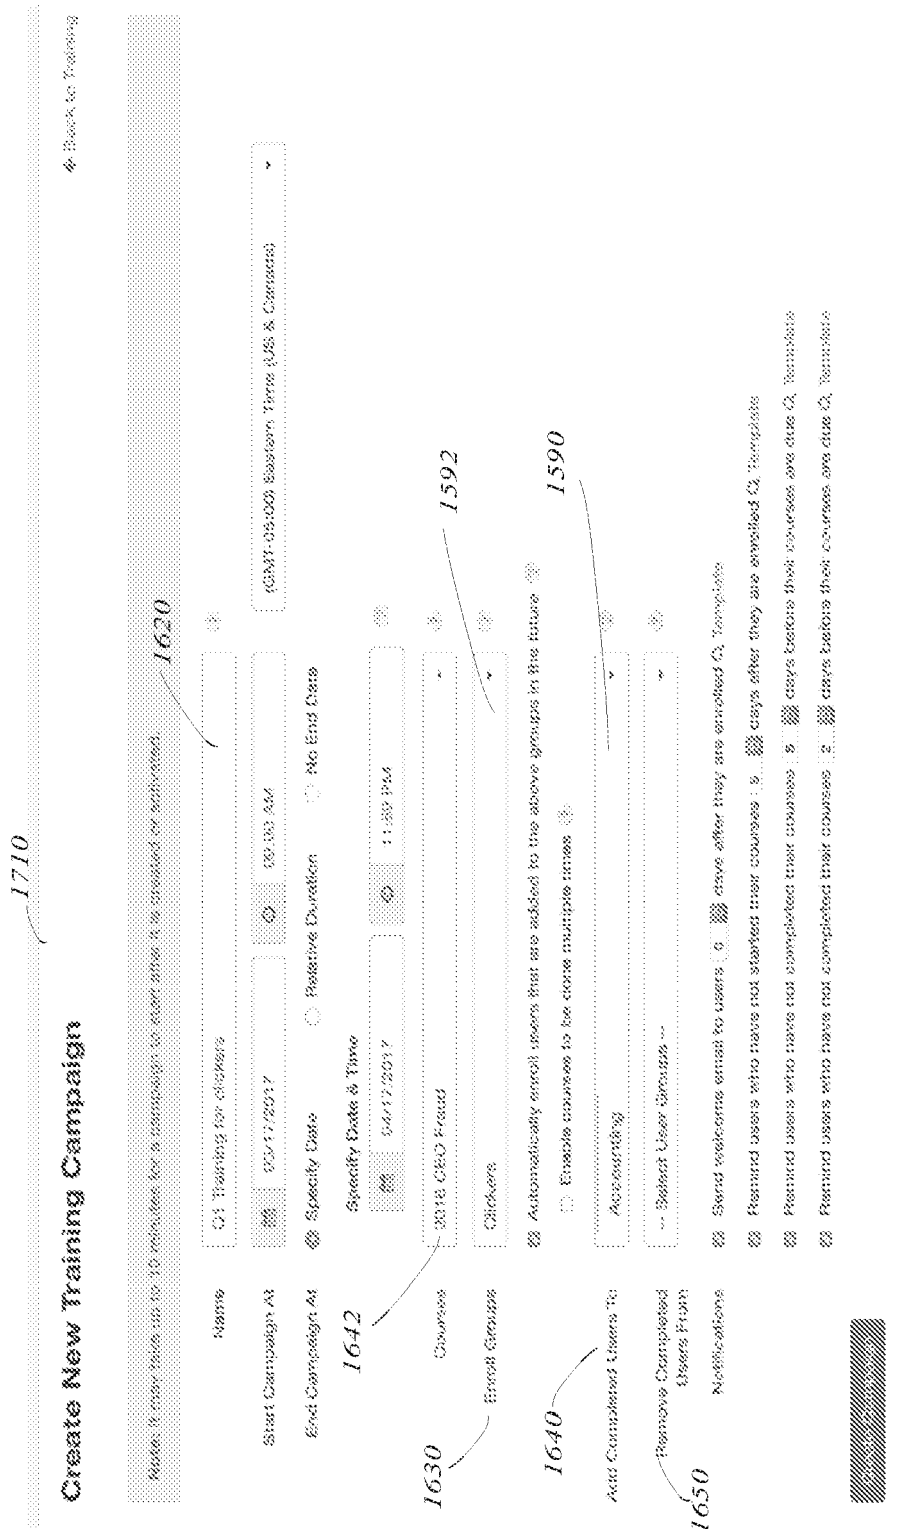 1710
Create New Training Campaign
Back to Training
Note: It may take up to 10 minutes for a campaign to start after it is created or activated.
1620
Name
Q1 Training for clickers
Start Campaign At
03/17/2017
09:00 AM
(GMT-05:00) Eastern Time (US & Canada)
End Campaign At
Specify Date
Relative Duration
No End Date
Specify Date & Time
04/17/2017
11:59 PM
1642
Courses
2016 CEO Fraud
1592
1630
Enroll Groups
Clickers
Automatically enroll users that are added to the above groups in the future
Enable courses to be done multiple times
1590
1640
Add Completed Users To
Accounting
Remove Completed
Users From
-- Select User Groups --
1650
Notifications
Send welcome email to users 0 days after they are enrolled Template
Remind users who have not started their courses 5 days after they are enrolled Template
Remind users who have not completed their courses 5 days before their courses are due Template
Remind users who have not completed their courses 2 days before their courses are due Template